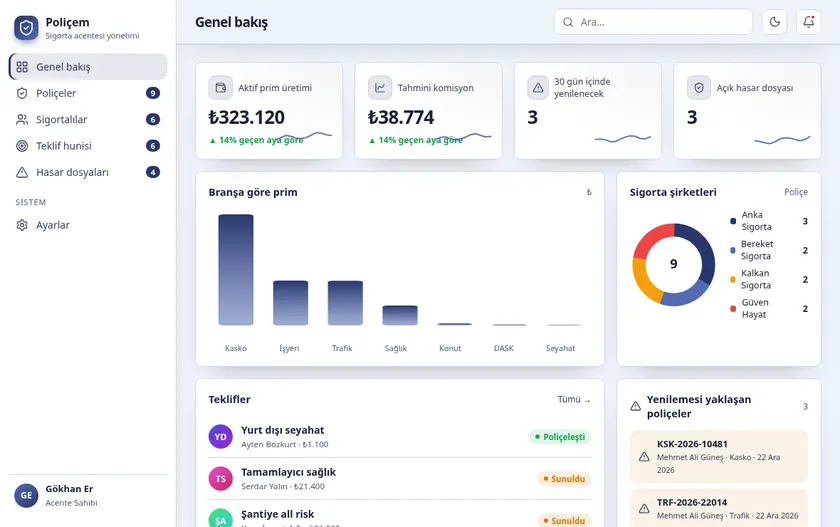 Poliçem
Sigorta acentesi yönetimi
Genel bakış
Poliçeler 9
Sigortalılar 6
Teklif hunisi 6
Hasar dosyaları 4
SİSTEM
Ayarlar
GE
Gökhan Er
Acente Sahibi
Genel bakış
Ara...
Aktif prim üretimi
₺323.120
▲ 14% geçen aya göre
Tahmini komisyon
₺38.774
▲ 14% geçen aya göre
30 gün içinde
yenilenecek
3
Açık hasar dosyası
3
Branşa göre prim ₺
Kasko İşyeri Trafik Sağlık Konut DASK Seyahat
Sigorta şirketleri Poliçe
9
Anka
Sigorta 3
Bereket
Sigorta 2
Kalkan
Sigorta 2
Güven
Hayat 2
Teklifler Tümü →
YD
Yurt dışı seyahat
Ayten Bozkurt · ₺1.100
Poliçeleşti
TS
Tamamlayıcı sağlık
Serdar Yalın · ₺21.400
Sunuldu
ŞA
Şantiye all risk
Sunuldu
Yenilemesi yaklaşan
poliçeler 3
KSK-2026-10481
Mehmet Ali Güneş · Kasko · 22 Ara
2026
TRF-2026-22014
Mehmet Ali Güneş · Trafik · 22 Ara 2026